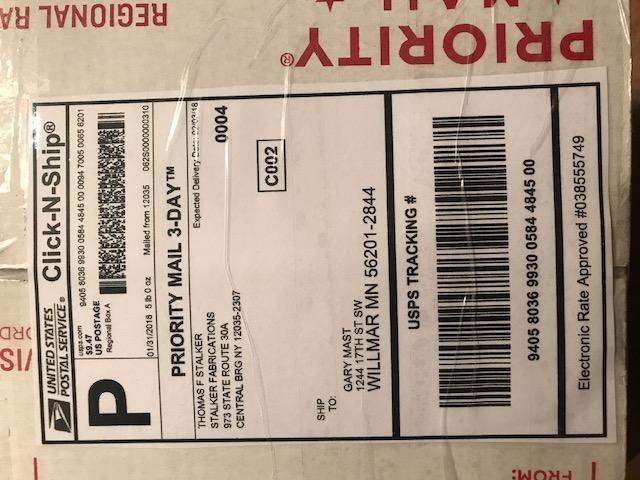 REGIONAL RA
PRIORITY®
MAIL
UNITED STATES
POSTAL SERVICE®
Click-N-Ship®
usps.com
$9.47
US POSTAGE
Regional Box A
9405 8036 9930 0584 4845 00 0094 7005 0065 6201
01/31/2018 5 lb 0 oz Mailed from 12035 062S0000000310
P
PRIORITY MAIL 3-DAY™
THOMAS F STALKER
STALKER FABRICATIONS
973 STATE ROUTE 30A
CENTRAL BRG NY 12035-2307
Expected Delivery Date: 02/03/18
0004
C002
SHIP
TO:
GARY MAST
1244 17TH ST SW
WILLMAR MN 56201-2844
USPS TRACKING #
9405 8036 9930 0584 4845 00
Electronic Rate Approved #038555749
FROM: